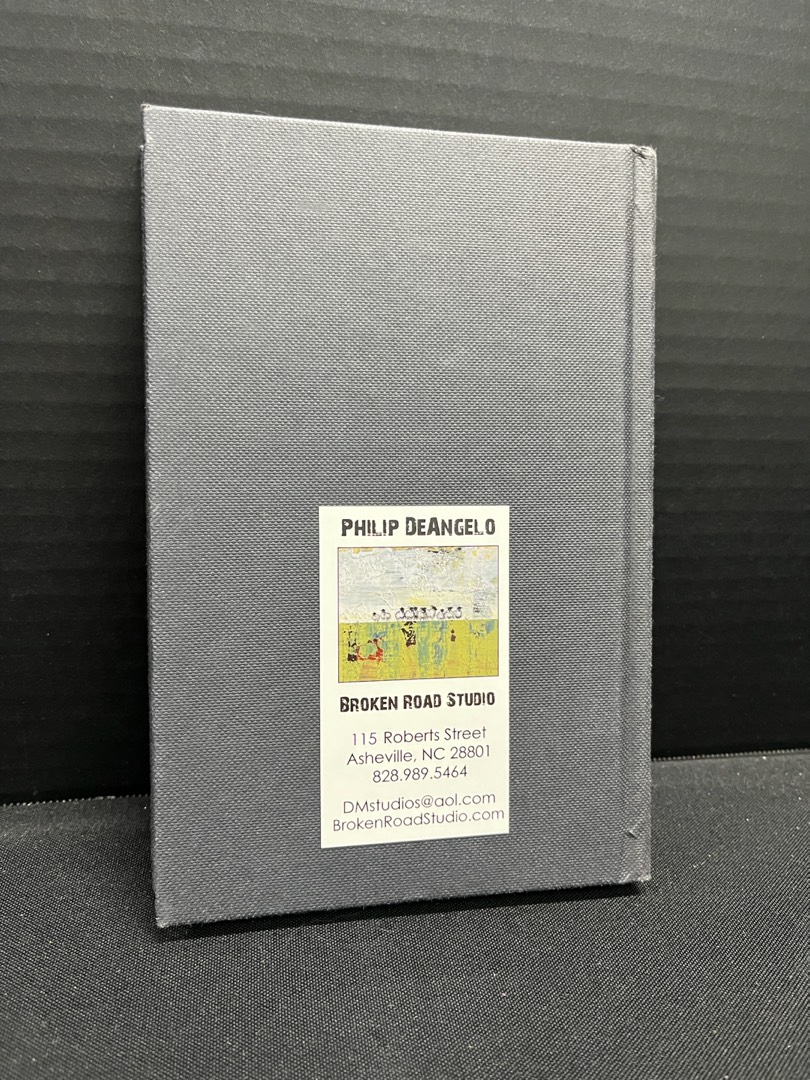 PHILIP DEANGELO
BROKEN ROAD STUDIO
115 Roberts Street
Asheville, NC 28801
828.989.5464
DMstudios@aol.com
BrokenRoadStudio.com